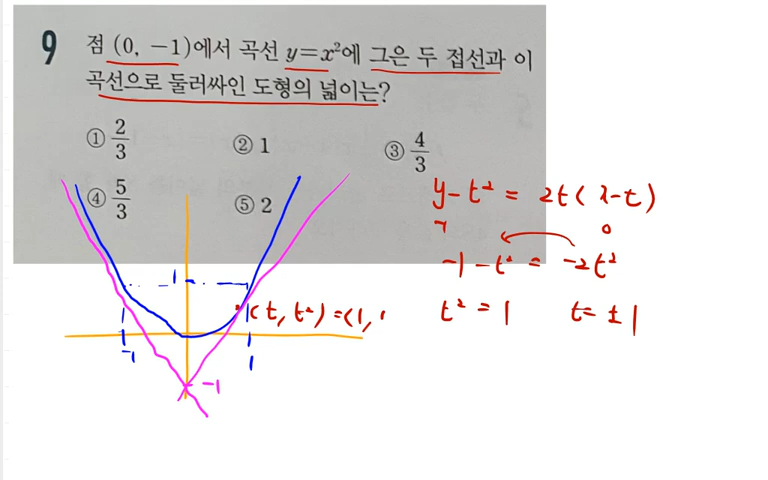 9 점 (0, −1)에서 곡선 y=x²에 그은 두 접선과 이
곡선으로 둘러싸인 도형의 넓이는?
① 2/3 ② 1 ③ 4/3
④ 5/3 ⑤ 2
y-t² = 2t(x-t)
-1 0
-1-t² = -2t²
t² = 1 t= ±1
1
(t, t²)=(1, 
-1 1
-1